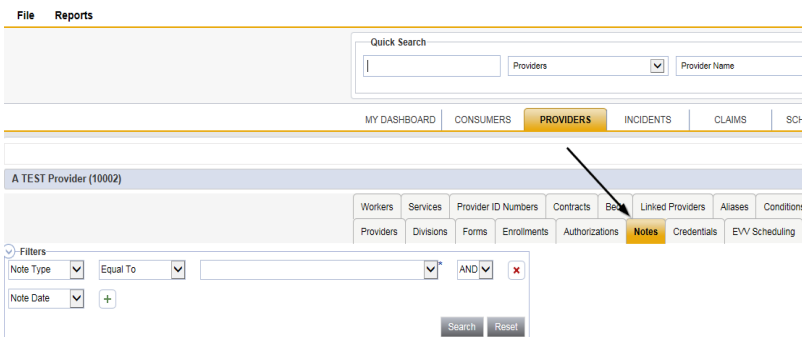 File Reports
Quick Search
Providers Provider Name
MY DASHBOARD CONSUMERS PROVIDERS INCIDENTS CLAIMS SCH
A TEST Provider (10002)
Workers Services Provider ID Numbers Contracts Linked Providers Aliases Conditions
Providers Divisions Forms Enrollments Authorizations Notes Credentials EVV Scheduling
Filters
Note Type Equal To * AND
Note Date +
Search Reset